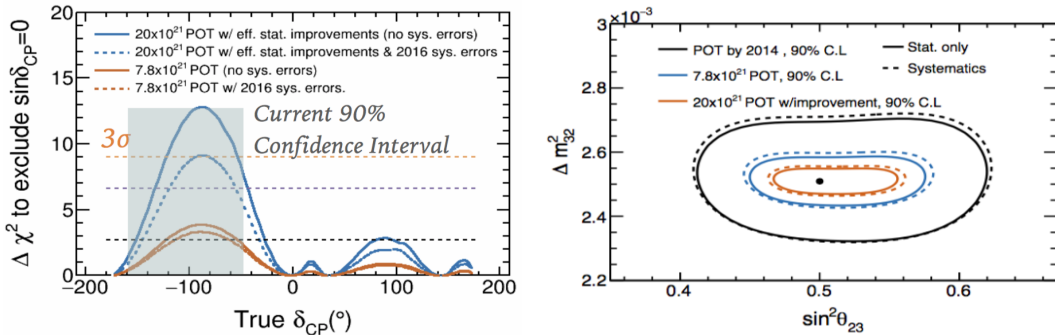 20x10²¹ POT w/ eff. stat. improvements (no sys. errors)
20x10²¹ POT w/ eff. stat. improvements & 2016 sys. errors
7.8x10²¹ POT (no sys. errors)
7.8x10²¹ POT w/ 2016 sys. errors.
Current 90%
Confidence Interval
3σ
Δ χ² to exclude sinδCP=0
20
15
10
5
0
−200
−100
0
100
200
True δCP(°)
×10⁻³
POT by 2014 , 90% C.L
7.8x10²¹ POT, 90% C.L
20x10²¹ POT w/improvement, 90% C.L
Stat. only
Systematics
Δ m²₃₂
3
2.8
2.6
2.4
2.2
0.4
0.5
0.6
sin²θ₂₃